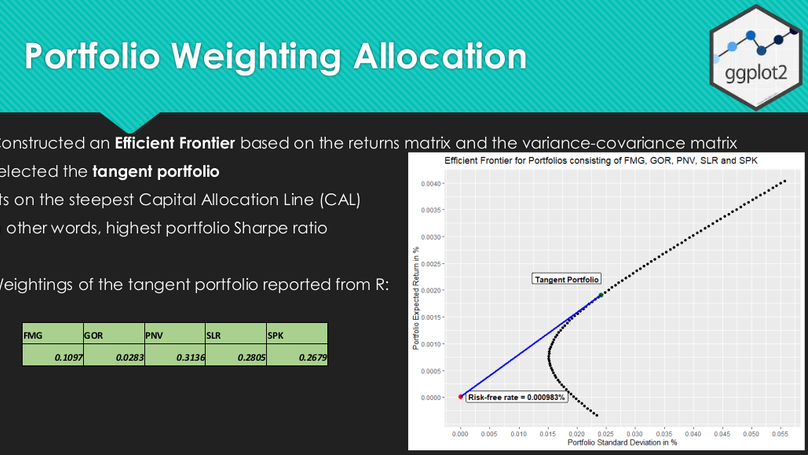 Portfolio Weighting Allocation
ggplot2
Constructed an Efficient Frontier based on the returns matrix and the variance-covariance matrix
elected the tangent portfolio
ts on the steepest Capital Allocation Line (CAL)
other words, highest portfolio Sharpe ratio
Weightings of the tangent portfolio reported from R:
FMG GOR PNV SLR SPK
0.1097 0.0283 0.3136 0.2805 0.2679
Efficient Frontier for Portfolios consisting of FMG, GOR, PNV, SLR and SPK
Portfolio Expected Return in %
0.0040
0.0035
0.0030
0.0025
0.0020
0.0015
0.0010
0.0005
0.0000
Tangent Portfolio
Risk-free rate = 0.000983%
0.000 0.005 0.010 0.015 0.020 0.025 0.030 0.035 0.040 0.045 0.050 0.055
Portfolio Standard Deviation in %